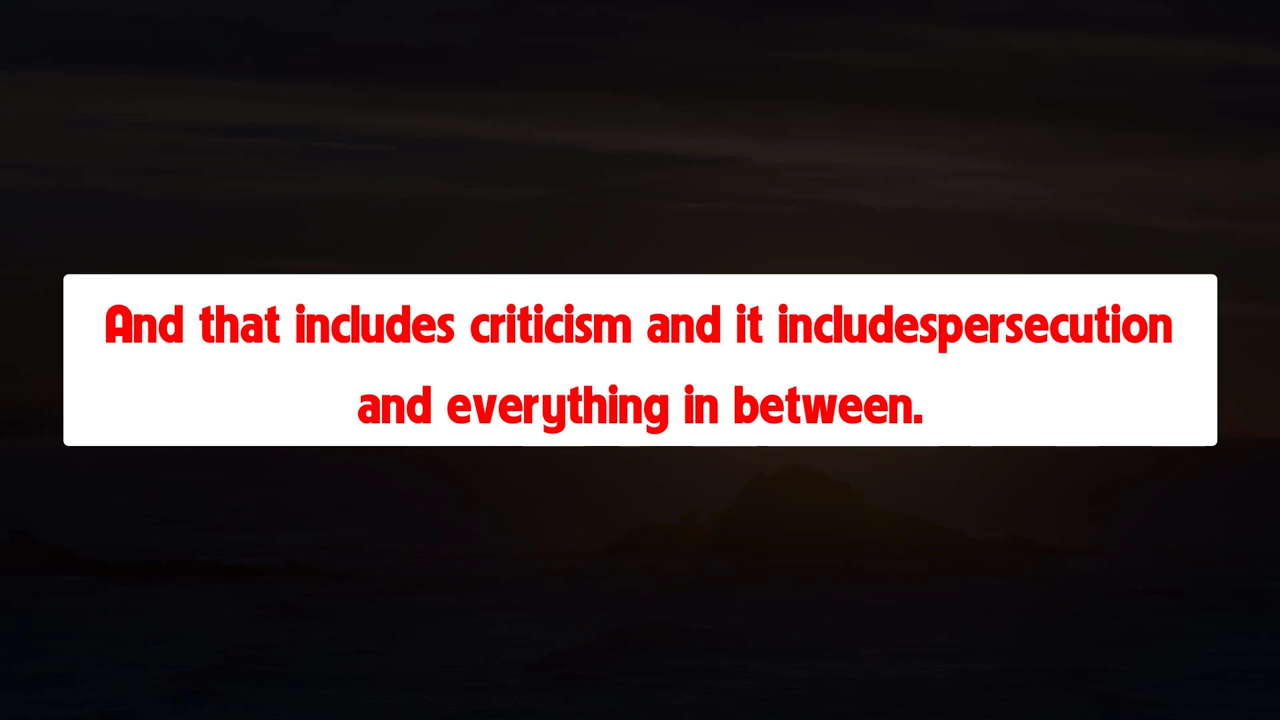 And that includes criticism and it includespersecution
and everything in between.